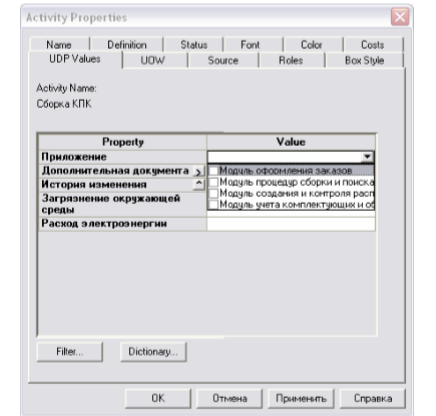 Activity Properties
Name Definition Status Font Color Costs
UDP Values UOW Source Roles Box Style
Activity Name:
Сборка КПК
Property Value
Приложение
Дополнительная документа > Модуль оформления заказов
История изменения Модуль процедур сборки и поиска
Загрязнение окружающей Модуль создания и контроля расп
среды Модуль учета комплектующих и об
Расход электроэнергии
Filter... Dictionary...
OK Отмена Применить Справка